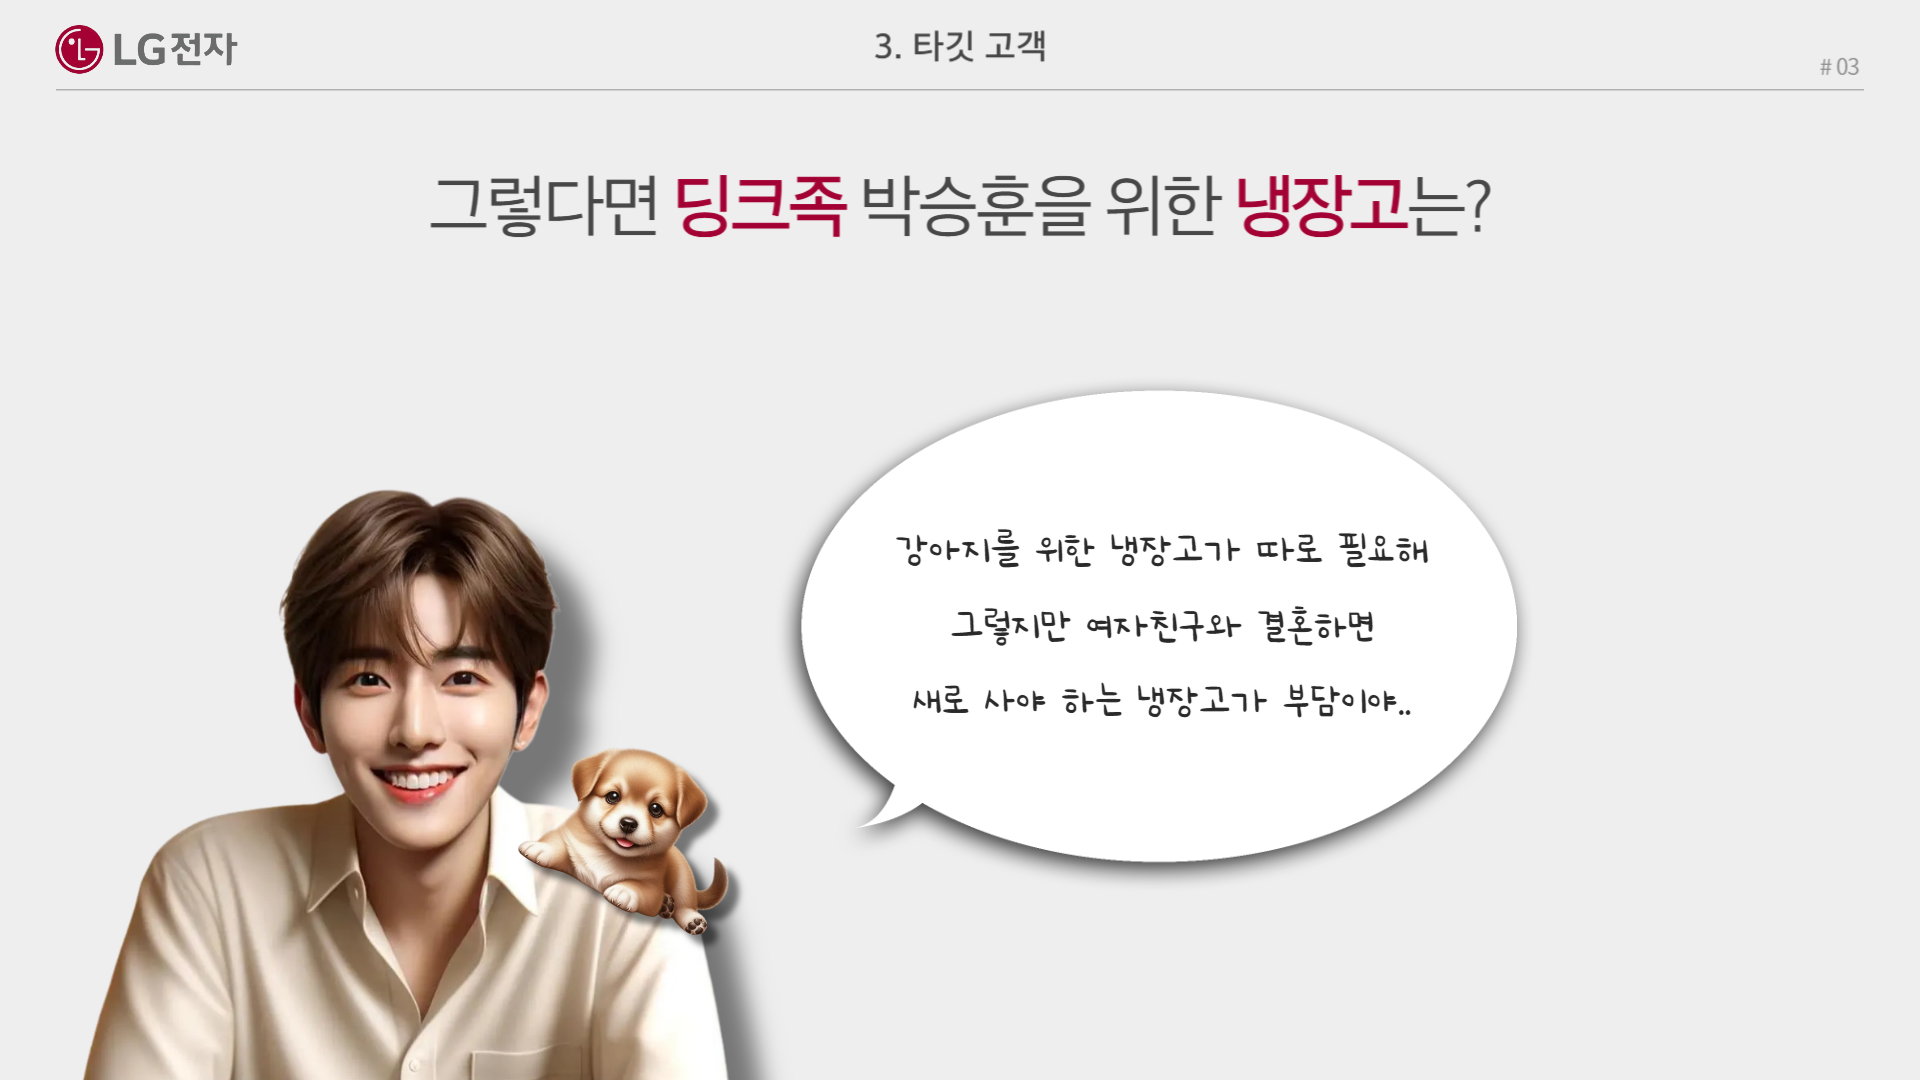 LG전자
3. 타깃 고객
# 03
그렇다면 딩크족 박승훈을 위한 냉장고는?
강아지를 위한 냉장고가 따로 필요해
그렇지만 여자친구와 결혼하면
새로 사야 하는 냉장고가 부담이야..